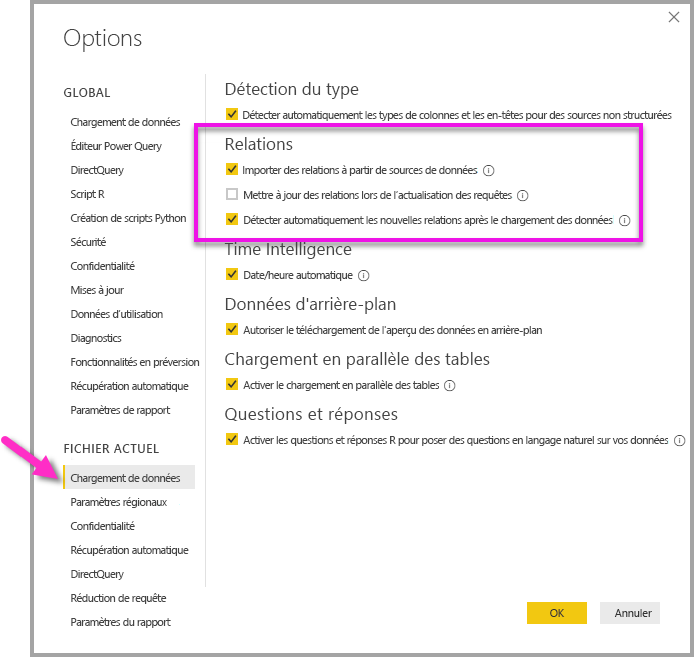 Options
GLOBAL
Chargement de données
Éditeur Power Query
DirectQuery
Script R
Création de scripts Python
Sécurité
Confidentialité
Mises à jour
Données d'utilisation
Diagnostics
Fonctionnalités en préversion
Récupération automatique
Paramètres de rapport
FICHIER ACTUEL
Chargement de données
Paramètres régionaux
Confidentialité
Récupération automatique
DirectQuery
Réduction de requête
Paramètres du rapport
Détection du type
Détecter automatiquement les types de colonnes et les en-têtes pour des sources non structurées
Relations
Importer des relations à partir de sources de données
Mettre à jour des relations lors de l'actualisation des requêtes
Détecter automatiquement les nouvelles relations après le chargement des données
Time Intelligence
Date/heure automatique
Données d'arrière-plan
Autoriser le téléchargement de l'aperçu des données en arrière-plan
Chargement en parallèle des tables
Activer le chargement en parallèle des tables
Questions et réponses
Activer les questions et réponses R pour poser des questions en langage naturel sur vos données
OK
Annuler